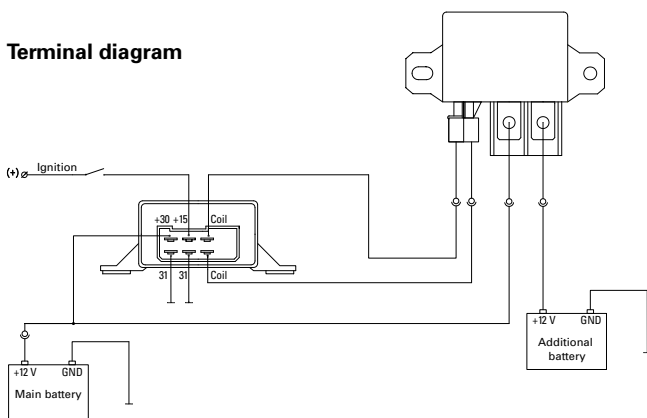 Terminal diagram
(+) Ignition
+30 +15 Coil
31 31 Coil
+12 V GND
Additional
battery
+12 V GND
Main battery